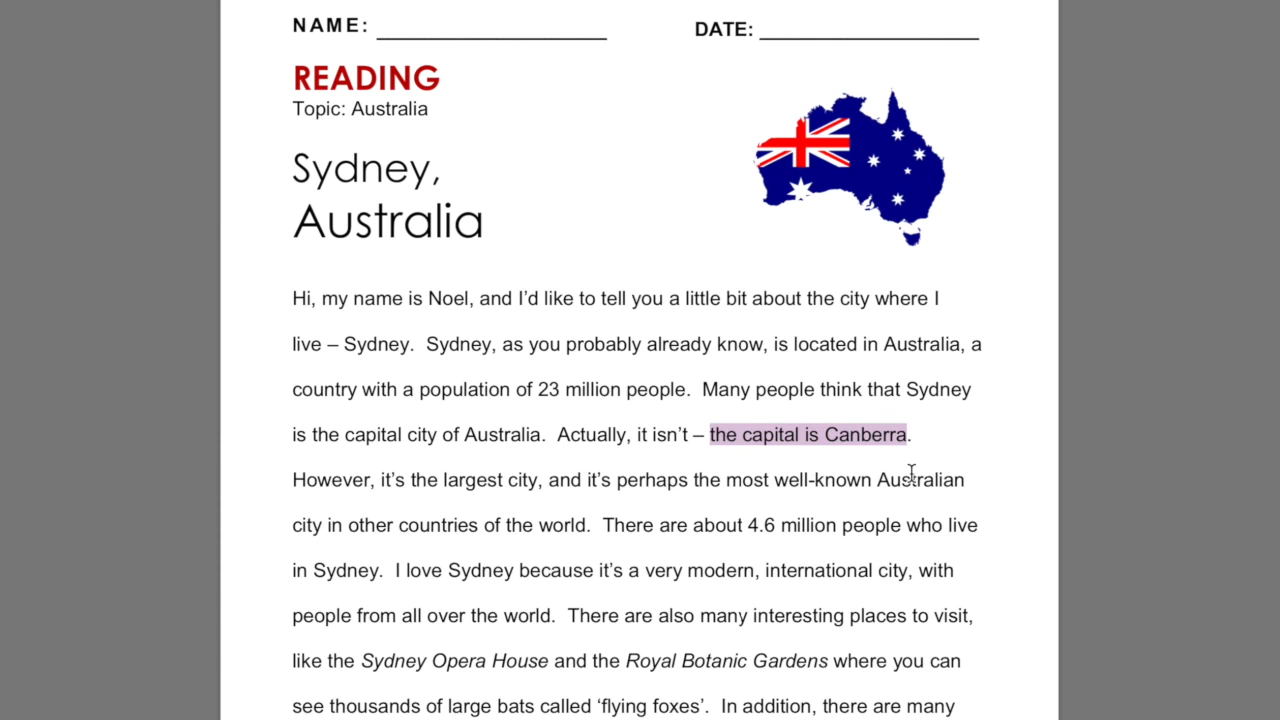 NAME: ______________________ DATE: _____________________
READING
Topic: Australia
Sydney,
Australia
Hi, my name is Noel, and I’d like to tell you a little bit about the city where I
live – Sydney.  Sydney, as you probably already know, is located in Australia, a
country with a population of 23 million people.  Many people think that Sydney
is the capital city of Australia.  Actually, it isn’t – the capital is Canberra.
However, it’s the largest city, and it’s perhaps the most well-known Australian
city in other countries of the world.  There are about 4.6 million people who live
in Sydney.  I love Sydney because it’s a very modern, international city, with
people from all over the world.  There are also many interesting places to visit,
like the Sydney Opera House and the Royal Botanic Gardens where you can
see thousands of large bats called ‘flying foxes’.  In addition, there are many